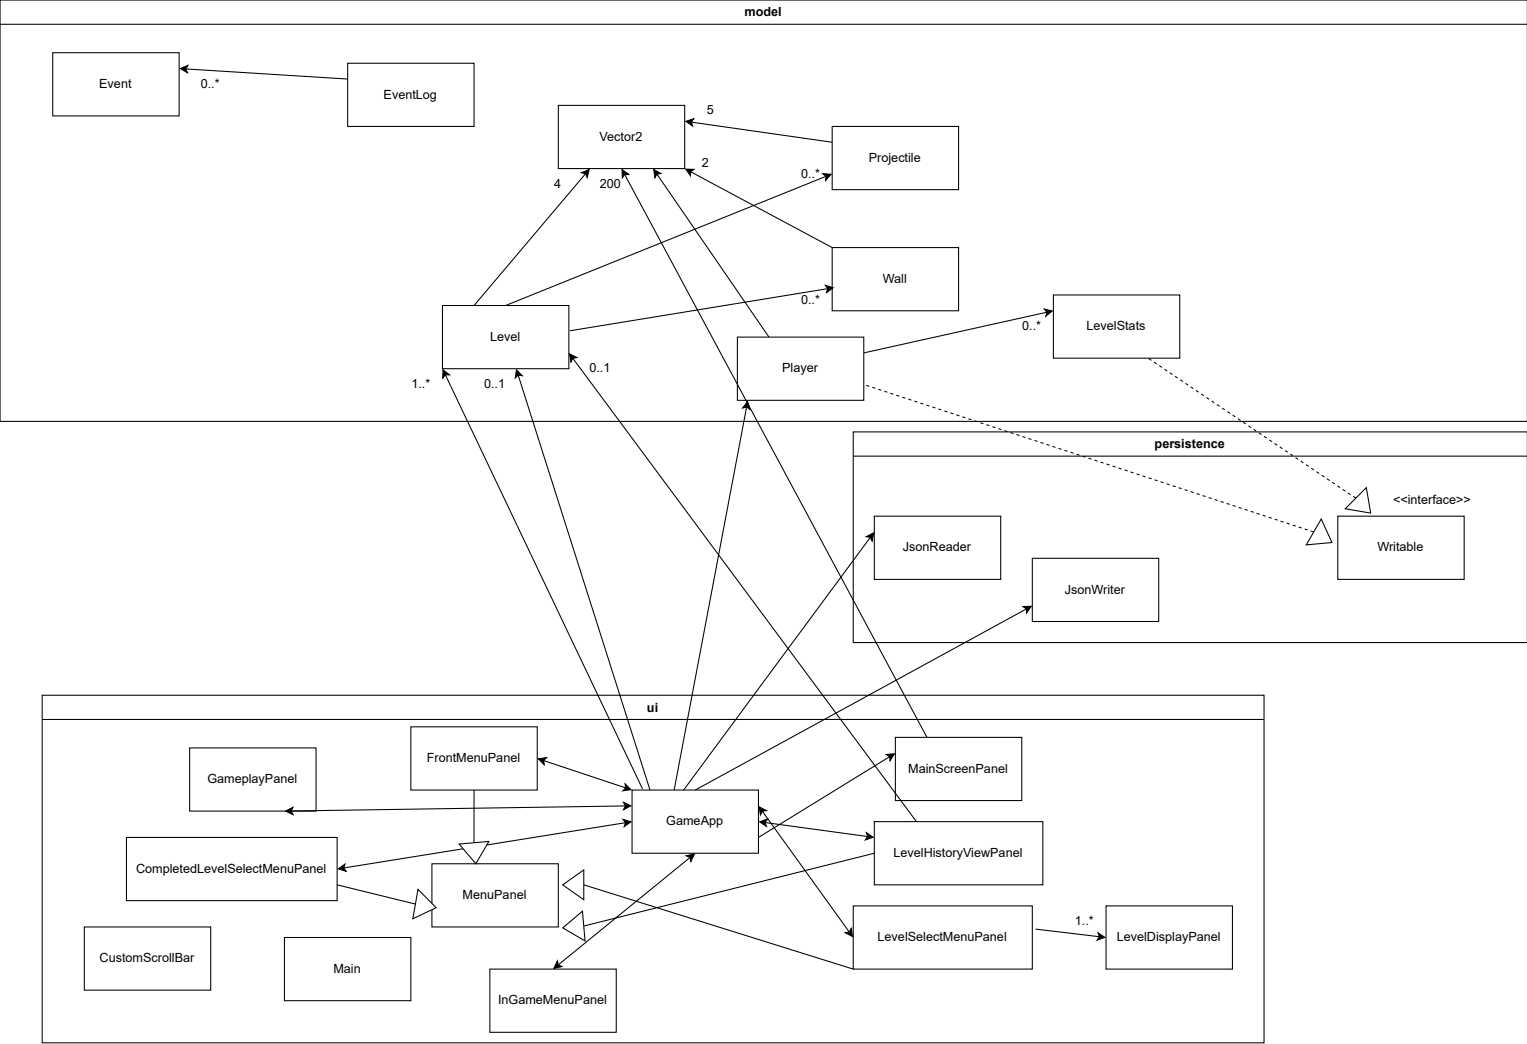 model
Event
0..*
EventLog
Vector2
5
Projectile
2
4
200
0..*
Wall
0..*
Level
LevelStats
0..*
Player
0..1
1..*
0..1
persistence
<<interface>>
JsonReader
Writable
JsonWriter
ui
FrontMenuPanel
GameplayPanel
MainScreenPanel
GameApp
LevelHistoryViewPanel
CompletedLevelSelectMenuPanel
MenuPanel
1..*
LevelSelectMenuPanel
LevelDisplayPanel
CustomScrollBar
Main
InGameMenuPanel